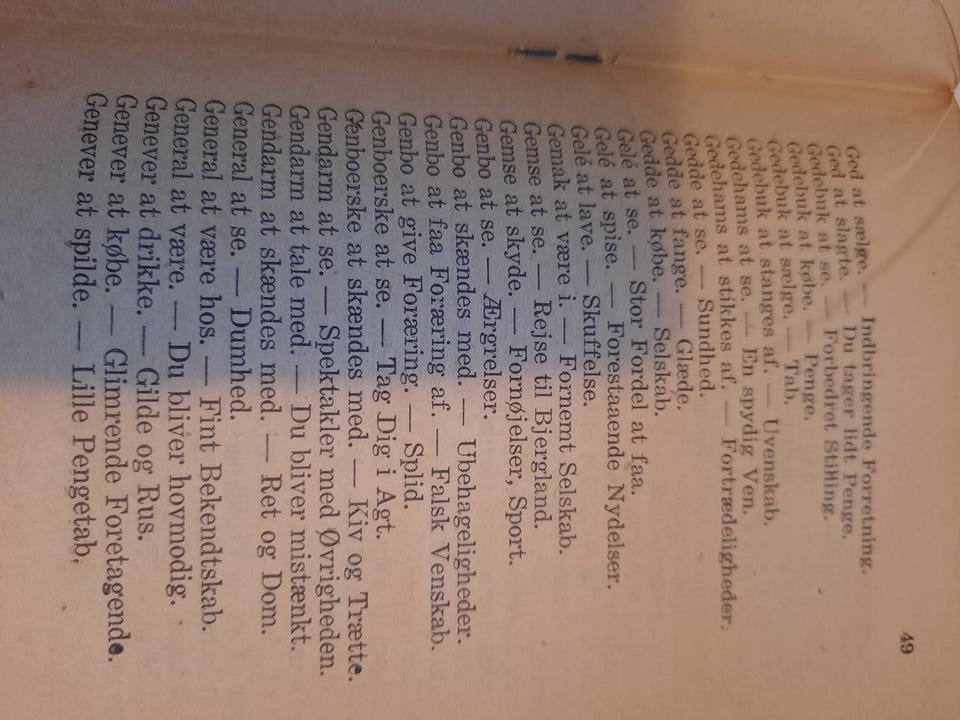 49
Ged at sælge. — Indbringende Forretning.
Ged at slagte. — Du tager lidt Penge.
Gedebuk at se. — Forbedret Stilling.
Gedebuk at købe. — Penge.
Gedebuk at sælge. — Tab.
Gedebuk at stanges af. — Uvenskab.
Gedehams at se. — En spydig Ven.
Gedehams at stikkes af. — Fortrædeligheder.
Gedde at se. — Sundhed.
Gedde at fange. — Glæde.
Gedde at købe. — Selskab.
Gelé at se. — Stor Fordel at faa.
Gelé at spise. — Forestaaende Nydelser.
Gelé at lave. — Skuffelse.
Gemak at være i. — Fornemt Selskab.
Gemse at se. — Rejse til Bjergland.
Gemse at skyde. — Fornøjelser, Sport.
Genbo at se. — Ærgrelser.
Genbo at skændes med. — Ubehageligheder.
Genbo at faa Foræring af. — Falsk Venskab.
Genbo at give Foræring. — Splid.
Genboerske at se. — Tag Dig i Agt.
Genboerske at skændes med. — Kiv og Trætte.
Gendarm at se. — Spektakler med Øvrigheden.
Gendarm at tale med. — Du bliver mistænkt.
Gendarm at skændes med. — Ret og Dom.
General at se. — Dumhed.
General at være hos. — Fint Bekendtskab.
General at være. — Du bliver hovmodig.
Genever at drikke. — Gilde og Rus.
Genever at købe. — Glimrende Foretagende.
Genever at spilde. — Lille Pengetab.